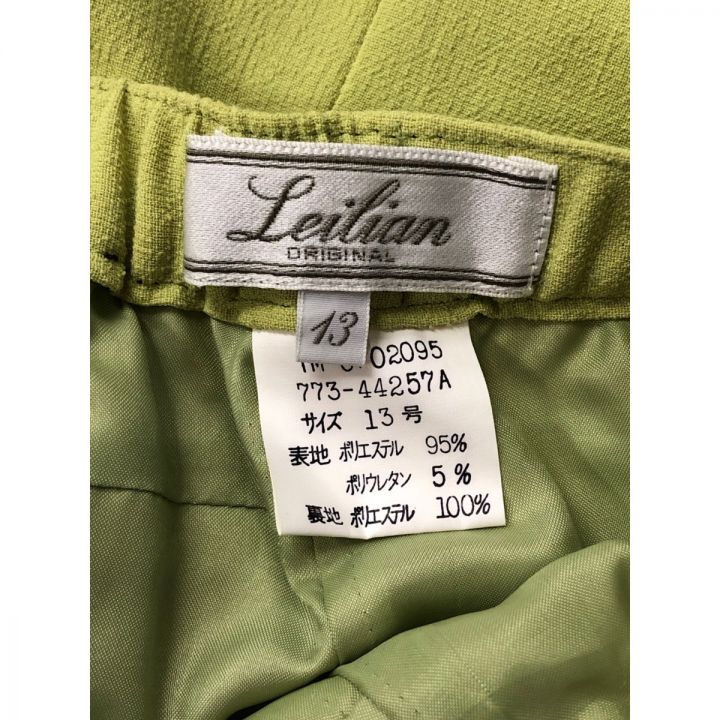 Leilian
ORIGINAL
13
02095
773-44257A
サイズ 13号
表地 ポリエステル 95%
ポリウレタン 5%
裏地 ポリエステル 100%